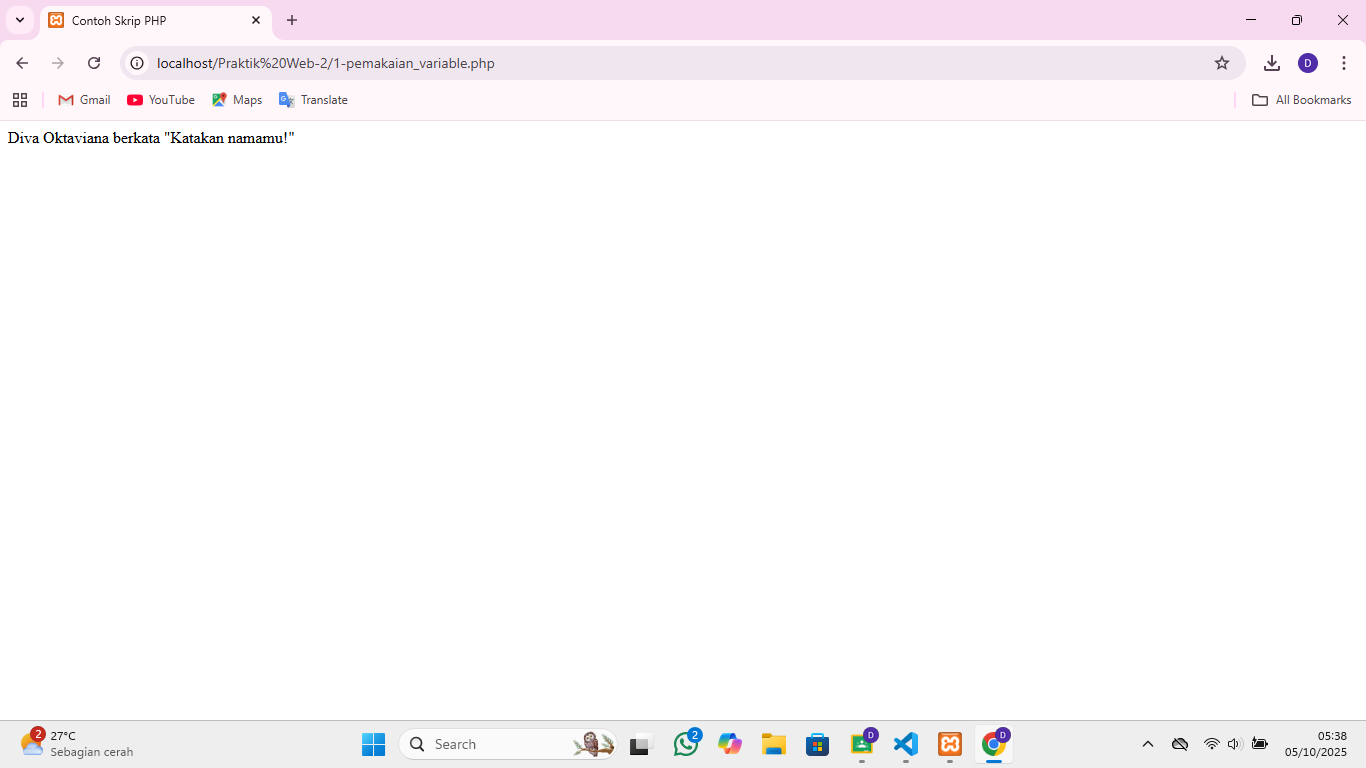 Contoh Skrip PHP
localhost/Praktik%20Web-2/1-pemakaian_variable.php
D
Gmail
YouTube
Maps
Translate
All Bookmarks
Diva Oktaviana berkata "Katakan namamu!"
2
27°C
Sebagian cerah
Search
2
D
D
05:38
05/10/2025